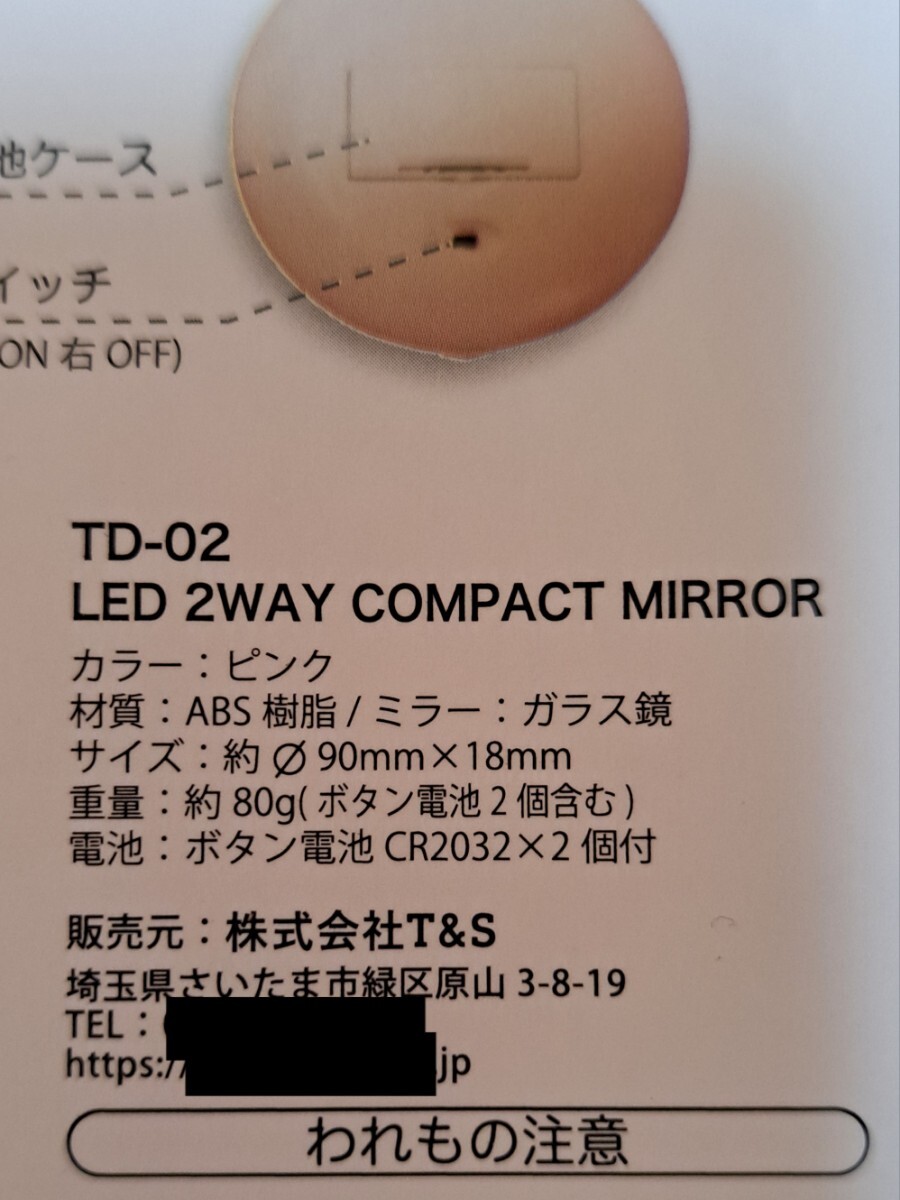 池ケース
イッチ
ON 右 OFF)
TD-02
LED 2WAY COMPACT MIRROR
カラー：ピンク
材質：ABS 樹脂 / ミラー：ガラス鏡
サイズ：約 ∅ 90mm×18mm
重量：約 80g( ボタン電池 2 個含む )
電池：ボタン電池 CR2032×2 個付
販売元：株式会社T&S
埼玉県さいたま市緑区原山 3-8-19
TEL：(
https://
.jp
われもの注意